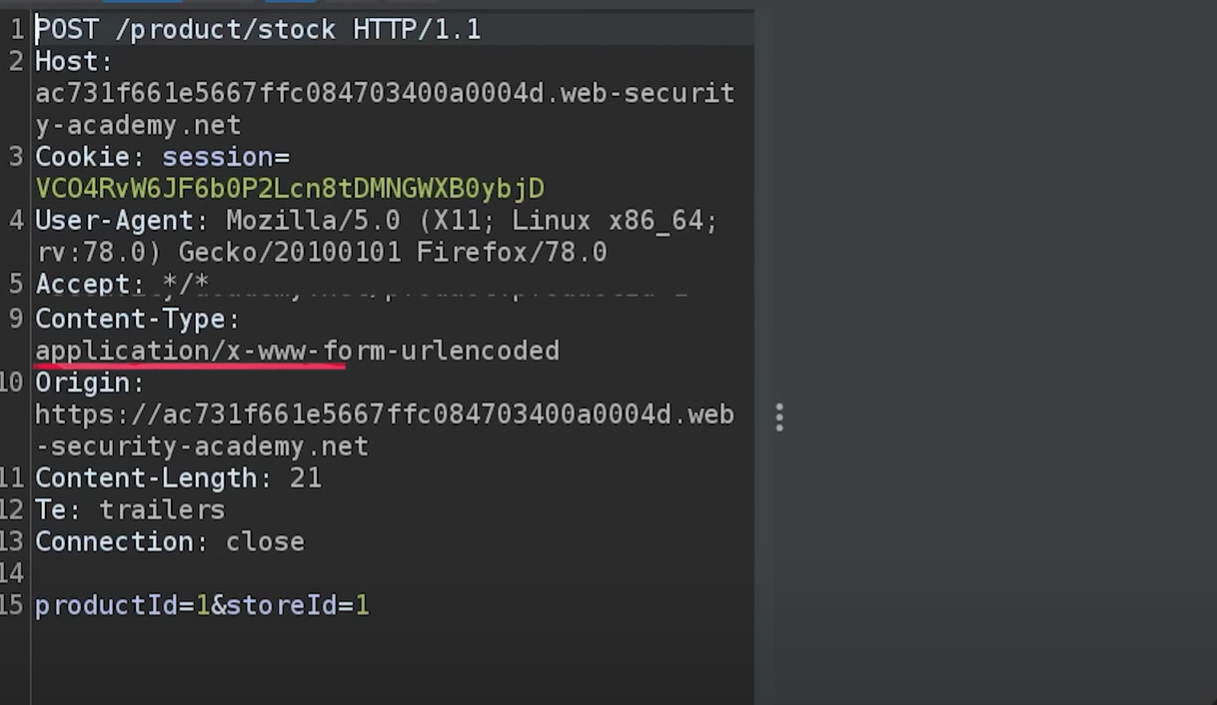 1 POST /product/stock HTTP/1.1
2 Host:
ac731f661e5667ffc084703400a0004d.web-securit
y-academy.net
3 Cookie: session=
VCO4RvW6JF6b0P2Lcn8tDMNGWXB0ybjD
4 User-Agent: Mozilla/5.0 (X11; Linux x86_64;
rv:78.0) Gecko/20100101 Firefox/78.0
5 Accept: */*
9 Content-Type:
application/x-www-form-urlencoded
10 Origin:
https://ac731f661e5667ffc084703400a0004d.web
-security-academy.net
11 Content-Length: 21
12 Te: trailers
13 Connection: close
14
15 productId=1&storeId=1